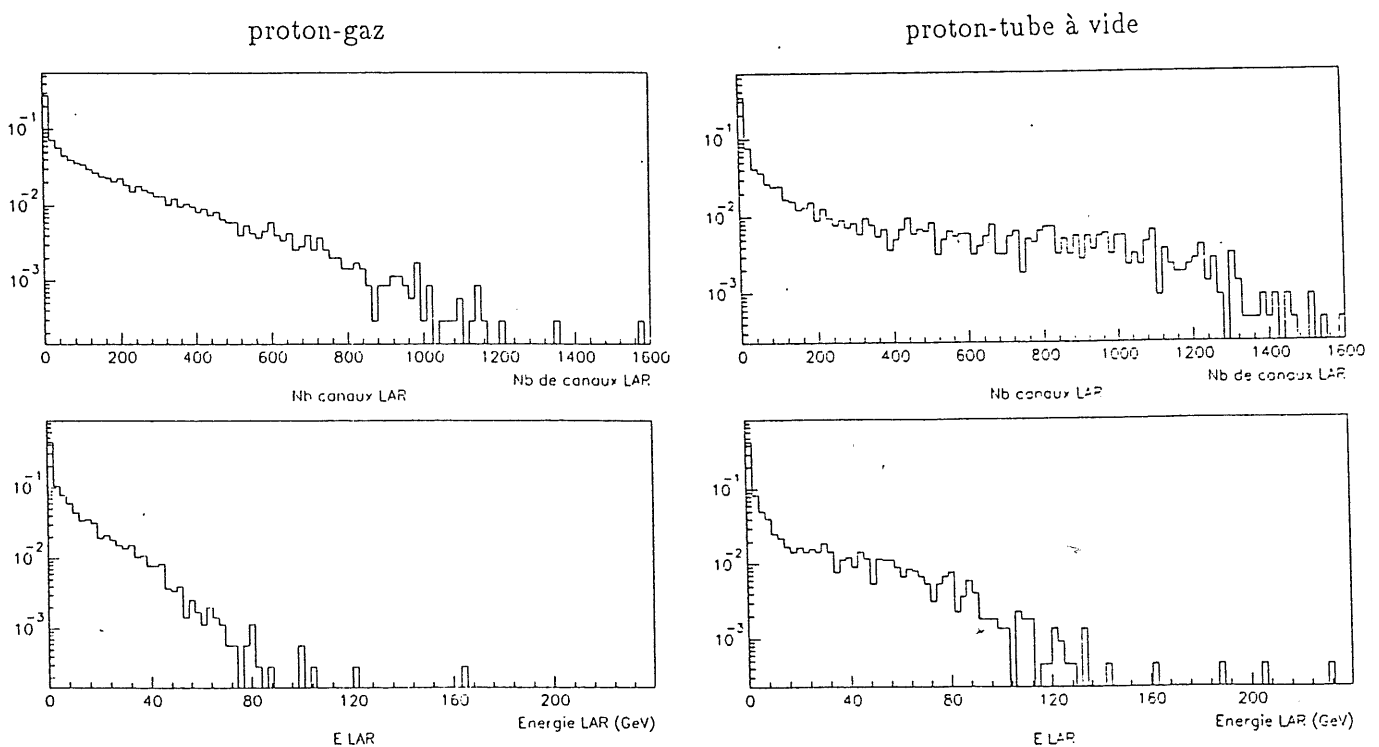 proton-gaz
proton-tube à vide
10⁻¹
10⁻²
10⁻³
0 200 400 600 800 1000 1200 1400 1600
Nb de canaux LAR
Nb canaux LAR
10⁻¹
10⁻²
10⁻³
0 200 400 600 800 1000 1200 1400 1600
Nb de canaux LAR
Nb canaux LAR
10⁻¹
10⁻²
10⁻³
0 40 80 120 160 200
Energie LAR (GeV)
E LAR
10⁻¹
10⁻²
10⁻³
0 40 80 120 160 200
Energie LAR (GeV)
E LAR